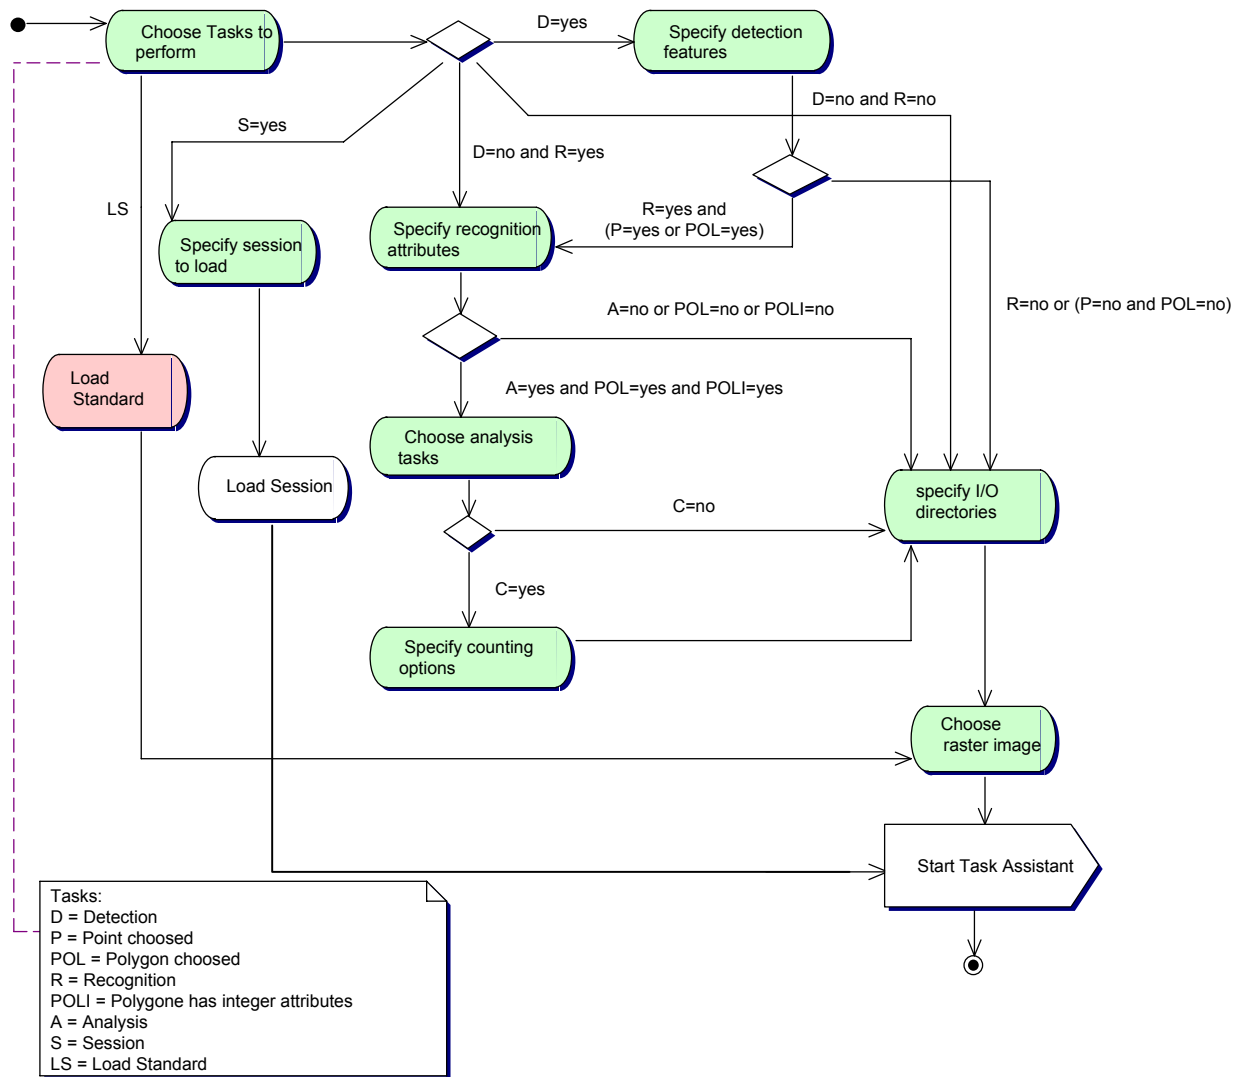 Choose Tasks to
perform
D=yes
Specify detection
features
D=no and R=no
S=yes
D=no and R=yes
LS
R=yes and
(P=yes or POL=yes)
Specify recognition
attributes
Specify session
to load
A=no or POL=no or POLI=no
R=no or (P=no and POL=no)
Load
Standard
A=yes and POL=yes and POLI=yes
Choose analysis
tasks
Load Session
C=no
specify I/O
directories
C=yes
Specify counting
options
Choose
raster image
Start Task Assistant
Tasks:
D = Detection
P = Point choosed
POL = Polygon choosed
R = Recognition
POLI = Polygone has integer attributes
A = Analysis
S = Session
LS = Load Standard